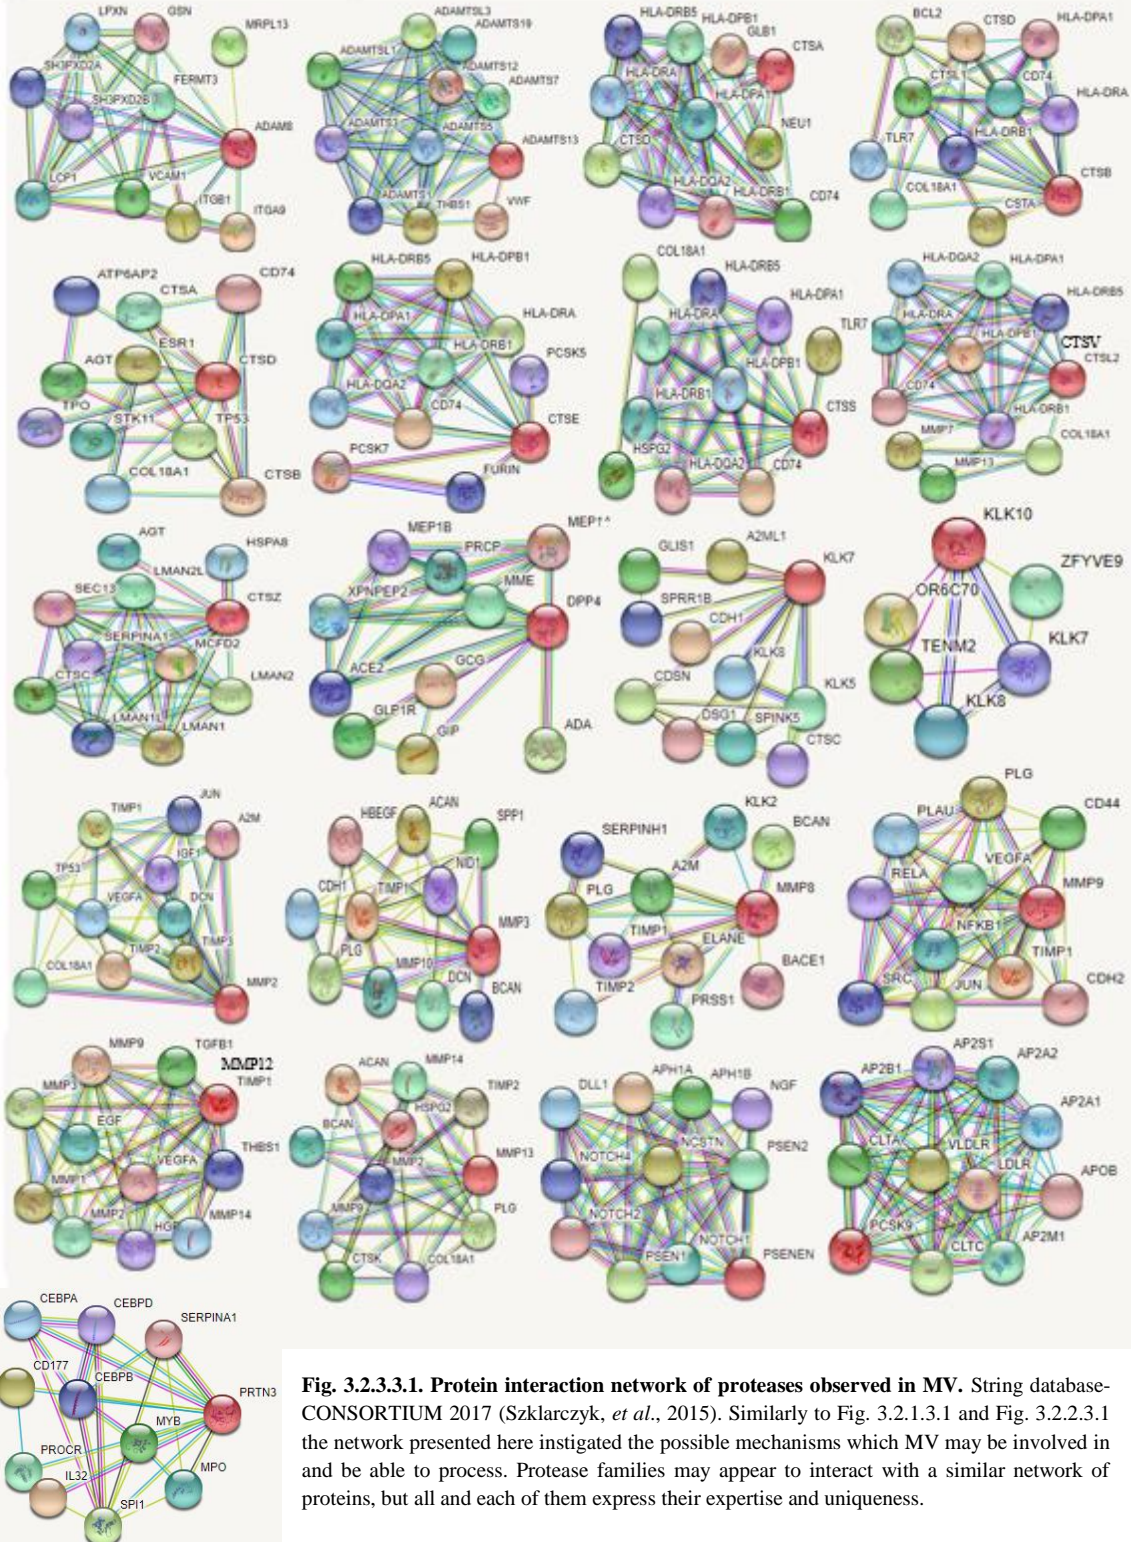 LPXN
GSN
MRPL13
SH3PXD2A
FERMT3
SH3PXD2B
ADAM8
LCP1
VCAM1
ITGB1
ITGA9
ADAMTSL3
ADAMTS19
ADAMTSL1
ADAMTS12
ADAMTS7
ADAMTS5
ADAMTS13
ADAMTS1
THBS1
VWF
HLA-DRB5
HLA-DPB1
GLB1
CTSA
HLA-DRA
HLA-DPA1
CTSD
NEU1
HLA-DQA2
HLA-DRB1
CD74
BCL2
CTSD
HLA-DPA1
CTSL1
CD74
HLA-DRA
HLA-DRB1
TLR7
CTSB
COL18A1
CSTA
ATP6AP2
CTSA
CD74
ESR1
AGT
CTSD
TPO
STK11
TP53
COL18A1
CTSB
HLA-DRB5
HLA-DPB1
HLA-DPA1
HLA-DRA
HLA-DRB1
PCSK5
HLA-DQA2
CD74
CTSE
PCSK7
FURIN
COL18A1
HLA-DRB5
HLA-DRA
HLA-DPA1
TLR7
HLA-DPB1
HLA-DRB1
CTSS
HSPG2
HLA-DQA2
CD74
HLA-DQA2
HLA-DPA1
HLA-DRB5
HLA-DRA
HLA-DPB1
CTSV
CTSL2
CD74
HLA-DRB1
MMP7
COL18A1
MMP13
AGT
HSPA8
LMAN2L
SEC13
CTSZ
SERPINA1
MCFD2
CTSC
LMAN2
LMAN1L
LMAN1
MEP1B
PRCP
XPNPEP2
MME
DPP4
ACE2
GCG
GLP1R
GIP
ADA
GLIS1
A2ML1
KLK7
SPRR1B
CDH1
KLK8
CDSN
KLK5
DSG1
SPINK5
CTSC
KLK10
ZFYVE9
OR6C70
TENM2
KLK7
KLK8
TIMP1
JUN
A2M
TP53
IGF1
VEGFA
DCN
TIMP2
TIMP3
COL18A1
MMP2
HBEGF
ACAN
SPP1
NID1
CDH1
TIMP1
MMP3
PLG
MMP10
DCN
BCAN
KLK2
SERPINH1
BCAN
A2M
PLG
MMP8
TIMP1
ELANE
BACE1
TIMP2
PRSS1
PLG
PLAU
CD44
RELA
VEGFA
MMP9
NFKB1
TIMP1
SRC
JUN
CDH2
MMP9
TGFB1
MMP12
MMP3
TIMP1
EGF
THBS1
VEGFA
MMP1
MMP2
HGF
MMP14
ACAN
MMP14
TIMP2
HSPG2
BCAN
MMP2
MMP13
MMP9
PLG
CTSK
COL18A1
DLL1
APH1A
APH1B
NGF
NCSTN
NOTCH4
PSEN2
NOTCH2
NOTCH1
PSEN1
PSENEN
AP2S1
AP2B1
AP2A2
AP2A1
CLTA
VLDLR
LDLR
APOB
PCSK9
CLTC
AP2M1
CEBPA
CEBPD
SERPINA1
CD177
CEBPB
PRTN3
MYB
PROCR
IL32
MPO
SPI1
Fig. 3.2.3.3.1. Protein interaction network of proteases observed in MV. String database-
CONSORTIUM 2017 (Szklarczyk, et al., 2015). Similarly to Fig. 3.2.1.3.1 and Fig. 3.2.2.3.1
the network presented here instigated the possible mechanisms which MV may be involved in
and be able to process. Protease families may appear to interact with a similar network of
proteins, but all and each of them express their expertise and uniqueness.